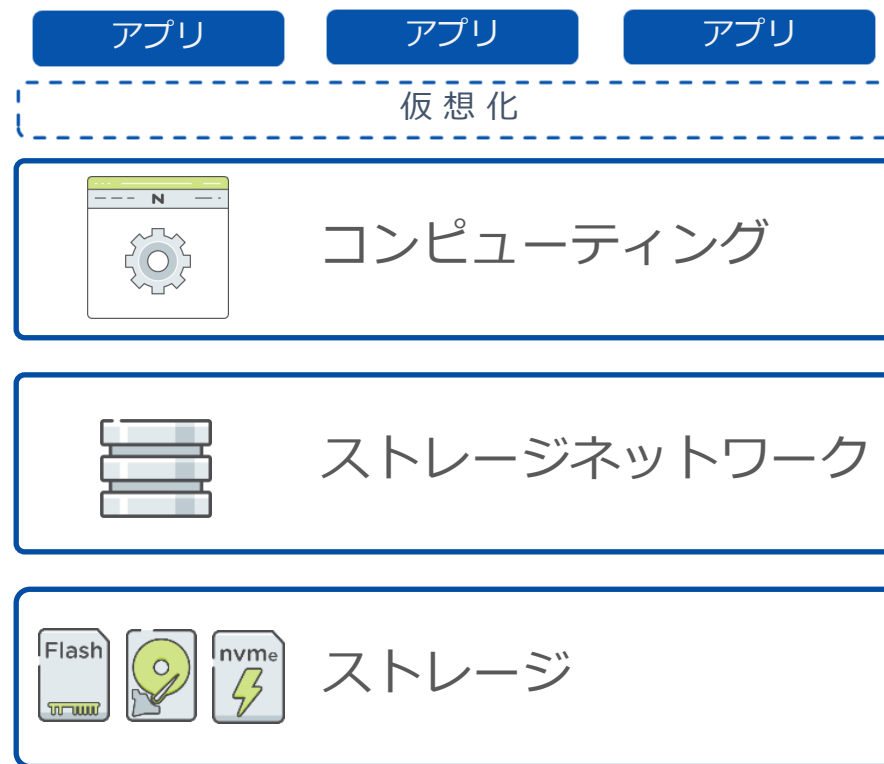 アプリ アプリ アプリ
仮想化
N
コンピューティング
ストレージネットワーク
Flash nvme ストレージ